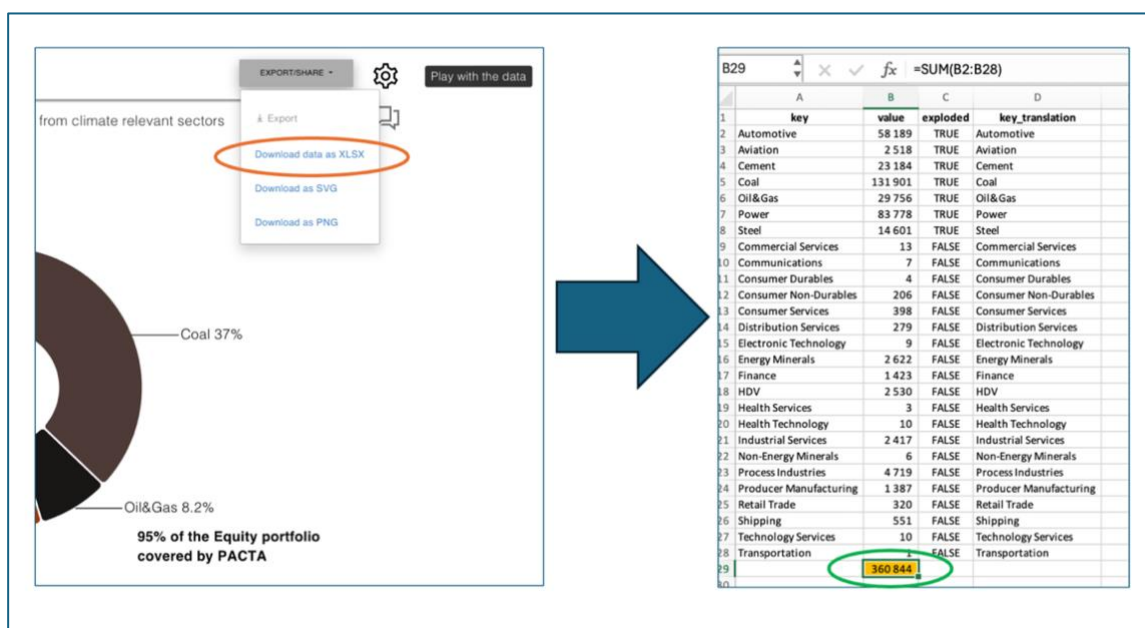 EXPORT/SHARE
Play with the data
from climate relevant sectors
Export
Download data as XLSX
Download as SVG
Download as PNG
Coal 37%
Oil&Gas 8.2%
95% of the Equity portfolio
covered by PACTA
B29 fx =SUM(B2:B28)
A B C D
1 key value exploded key_translation
2 Automotive 58 189 TRUE Automotive
3 Aviation 2 518 TRUE Aviation
4 Cement 23 184 TRUE Cement
5 Coal 131 901 TRUE Coal
6 Oil&Gas 29 756 TRUE Oil&Gas
7 Power 83 778 TRUE Power
8 Steel 14 601 TRUE Steel
9 Commercial Services 13 FALSE Commercial Services
10 Communications 7 FALSE Communications
11 Consumer Durables 4 FALSE Consumer Durables
12 Consumer Non-Durables 206 FALSE Consumer Non-Durables
13 Consumer Services 398 FALSE Consumer Services
14 Distribution Services 279 FALSE Distribution Services
15 Electronic Technology 9 FALSE Electronic Technology
16 Energy Minerals 2 622 FALSE Energy Minerals
17 Finance 1 423 FALSE Finance
18 HDV 2 530 FALSE HDV
19 Health Services 3 FALSE Health Services
20 Health Technology 10 FALSE Health Technology
21 Industrial Services 2 417 FALSE Industrial Services
22 Non-Energy Minerals 6 FALSE Non-Energy Minerals
23 Process Industries 4 719 FALSE Process Industries
24 Producer Manufacturing 1 387 FALSE Producer Manufacturing
25 Retail Trade 320 FALSE Retail Trade
26 Shipping 551 FALSE Shipping
27 Technology Services 10 FALSE Technology Services
28 Transportation FALSE Transportation
29 360 844